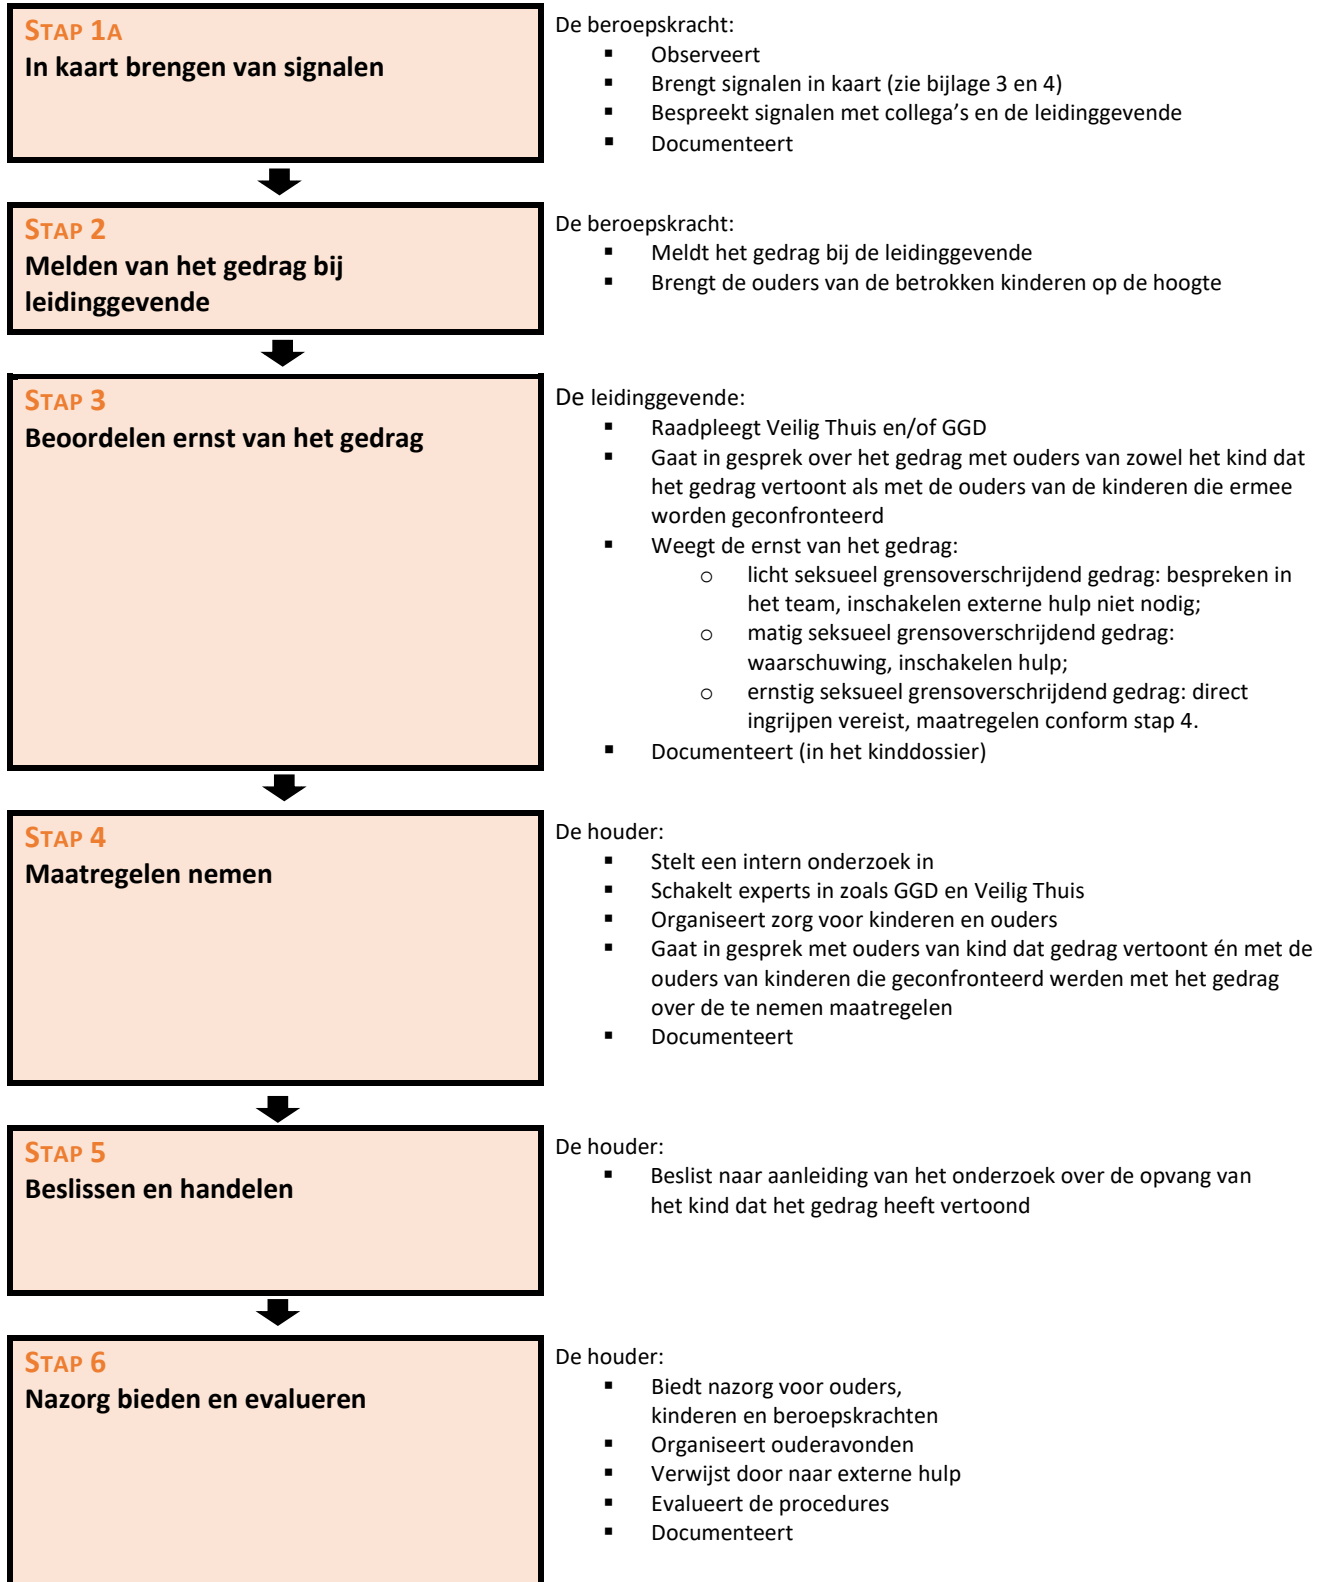 STAP 1A
In kaart brengen van signalen
De beroepskracht:
▪ Observeert
▪ Brengt signalen in kaart (zie bijlage 3 en 4)
▪ Bespreekt signalen met collega’s en de leidinggevende
▪ Documenteert
STAP 2
Melden van het gedrag bij
leidinggevende
De beroepskracht:
▪ Meldt het gedrag bij de leidinggevende
▪ Brengt de ouders van de betrokken kinderen op de hoogte
STAP 3
Beoordelen ernst van het gedrag
De leidinggevende:
▪ Raadpleegt Veilig Thuis en/of GGD
▪ Gaat in gesprek over het gedrag met ouders van zowel het kind dat
het gedrag vertoont als met de ouders van de kinderen die ermee
worden geconfronteerd
▪ Weegt de ernst van het gedrag:
o licht seksueel grensoverschrijdend gedrag: bespreken in
het team, inschakelen externe hulp niet nodig;
o matig seksueel grensoverschrijdend gedrag:
waarschuwing, inschakelen hulp;
o ernstig seksueel grensoverschrijdend gedrag: direct
ingrijpen vereist, maatregelen conform stap 4.
▪ Documenteert (in het kinddossier)
STAP 4
Maatregelen nemen
De houder:
▪ Stelt een intern onderzoek in
▪ Schakelt experts in zoals GGD en Veilig Thuis
▪ Organiseert zorg voor kinderen en ouders
▪ Gaat in gesprek met ouders van kind dat gedrag vertoont én met de
ouders van kinderen die geconfronteerd werden met het gedrag
over de te nemen maatregelen
▪ Documenteert
STAP 5
Beslissen en handelen
De houder:
▪ Beslist naar aanleiding van het onderzoek over de opvang van
het kind dat het gedrag heeft vertoond
STAP 6
Nazorg bieden en evalueren
De houder:
▪ Biedt nazorg voor ouders,
kinderen en beroepskrachten
▪ Organiseert ouderavonden
▪ Verwijst door naar externe hulp
▪ Evalueert de procedures
▪ Documenteert